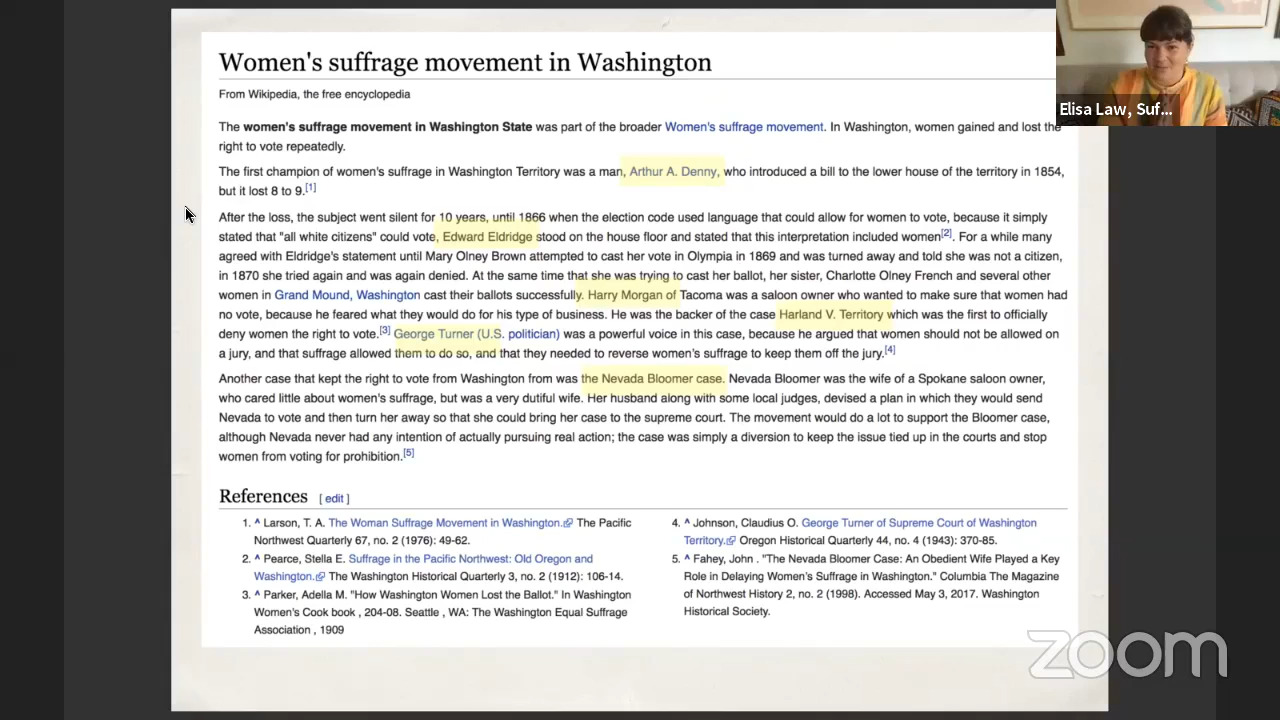 Women's suffrage movement in Washington
From Wikipedia, the free encyclopedia
Elisa Law, Suf...
The women's suffrage movement in Washington State was part of the broader Women's suffrage movement. In Washington, women gained and lost the
right to vote repeatedly.
The first champion of women's suffrage in Washington Territory was a man, Arthur A. Denny, who introduced a bill to the lower house of the territory in 1854,
but it lost 8 to 9.[1]
After the loss, the subject went silent for 10 years, until 1866 when the election code used language that could allow for women to vote, because it simply
stated that "all white citizens" could vote, Edward Eldridge stood on the house floor and stated that this interpretation included women[2]. For a while many
agreed with Eldridge's statement until Mary Olney Brown attempted to cast her vote in Olympia in 1869 and was turned away and told she was not a citizen,
in 1870 she tried again and was again denied. At the same time that she was trying to cast her ballot, her sister, Charlotte Olney French and several other
women in Grand Mound, Washington cast their ballots successfully. Harry Morgan of Tacoma was a saloon owner who wanted to make sure that women had
no vote, because he feared what they would do for his type of business. He was the backer of the case Harland V. Territory which was the first to officially
deny women the right to vote.[3] George Turner (U.S. politician) was a powerful voice in this case, because he argued that women should not be allowed on
a jury, and that suffrage allowed them to do so, and that they needed to reverse women's suffrage to keep them off the jury.[4]
Another case that kept the right to vote from Washington from was the Nevada Bloomer case. Nevada Bloomer was the wife of a Spokane saloon owner,
who cared little about women's suffrage, but was a very dutiful wife. Her husband along with some local judges, devised a plan in which they would send
Nevada to vote and then turn her away so that she could bring her case to the supreme court. The movement would do a lot to support the Bloomer case,
although Nevada never had any intention of actually pursuing real action; the case was simply a diversion to keep the issue tied up in the courts and stop
women from voting for prohibition.[5]
References [ edit ]
1. ^ Larson, T. A. The Woman Suffrage Movement in Washington. The Pacific
Northwest Quarterly 67, no. 2 (1976): 49-62.
2. ^ Pearce, Stella E. Suffrage in the Pacific Northwest: Old Oregon and
Washington. The Washington Historical Quarterly 3, no. 2 (1912): 106-14.
3. ^ Parker, Adella M. "How Washington Women Lost the Ballot." In Washington
Women's Cook book , 204-08. Seattle , WA: The Washington Equal Suffrage
Association , 1909
4. ^ Johnson, Claudius O. George Turner of Supreme Court of Washington
Territory. Oregon Historical Quarterly 44, no. 4 (1943): 370-85.
5. ^ Fahey, John . "The Nevada Bloomer Case: An Obedient Wife Played a Key
Role in Delaying Women's Suffrage in Washington." Columbia The Magazine
of Northwest History 2, no. 2 (1998). Accessed May 3, 2017. Washington
Historical Society.
zoom